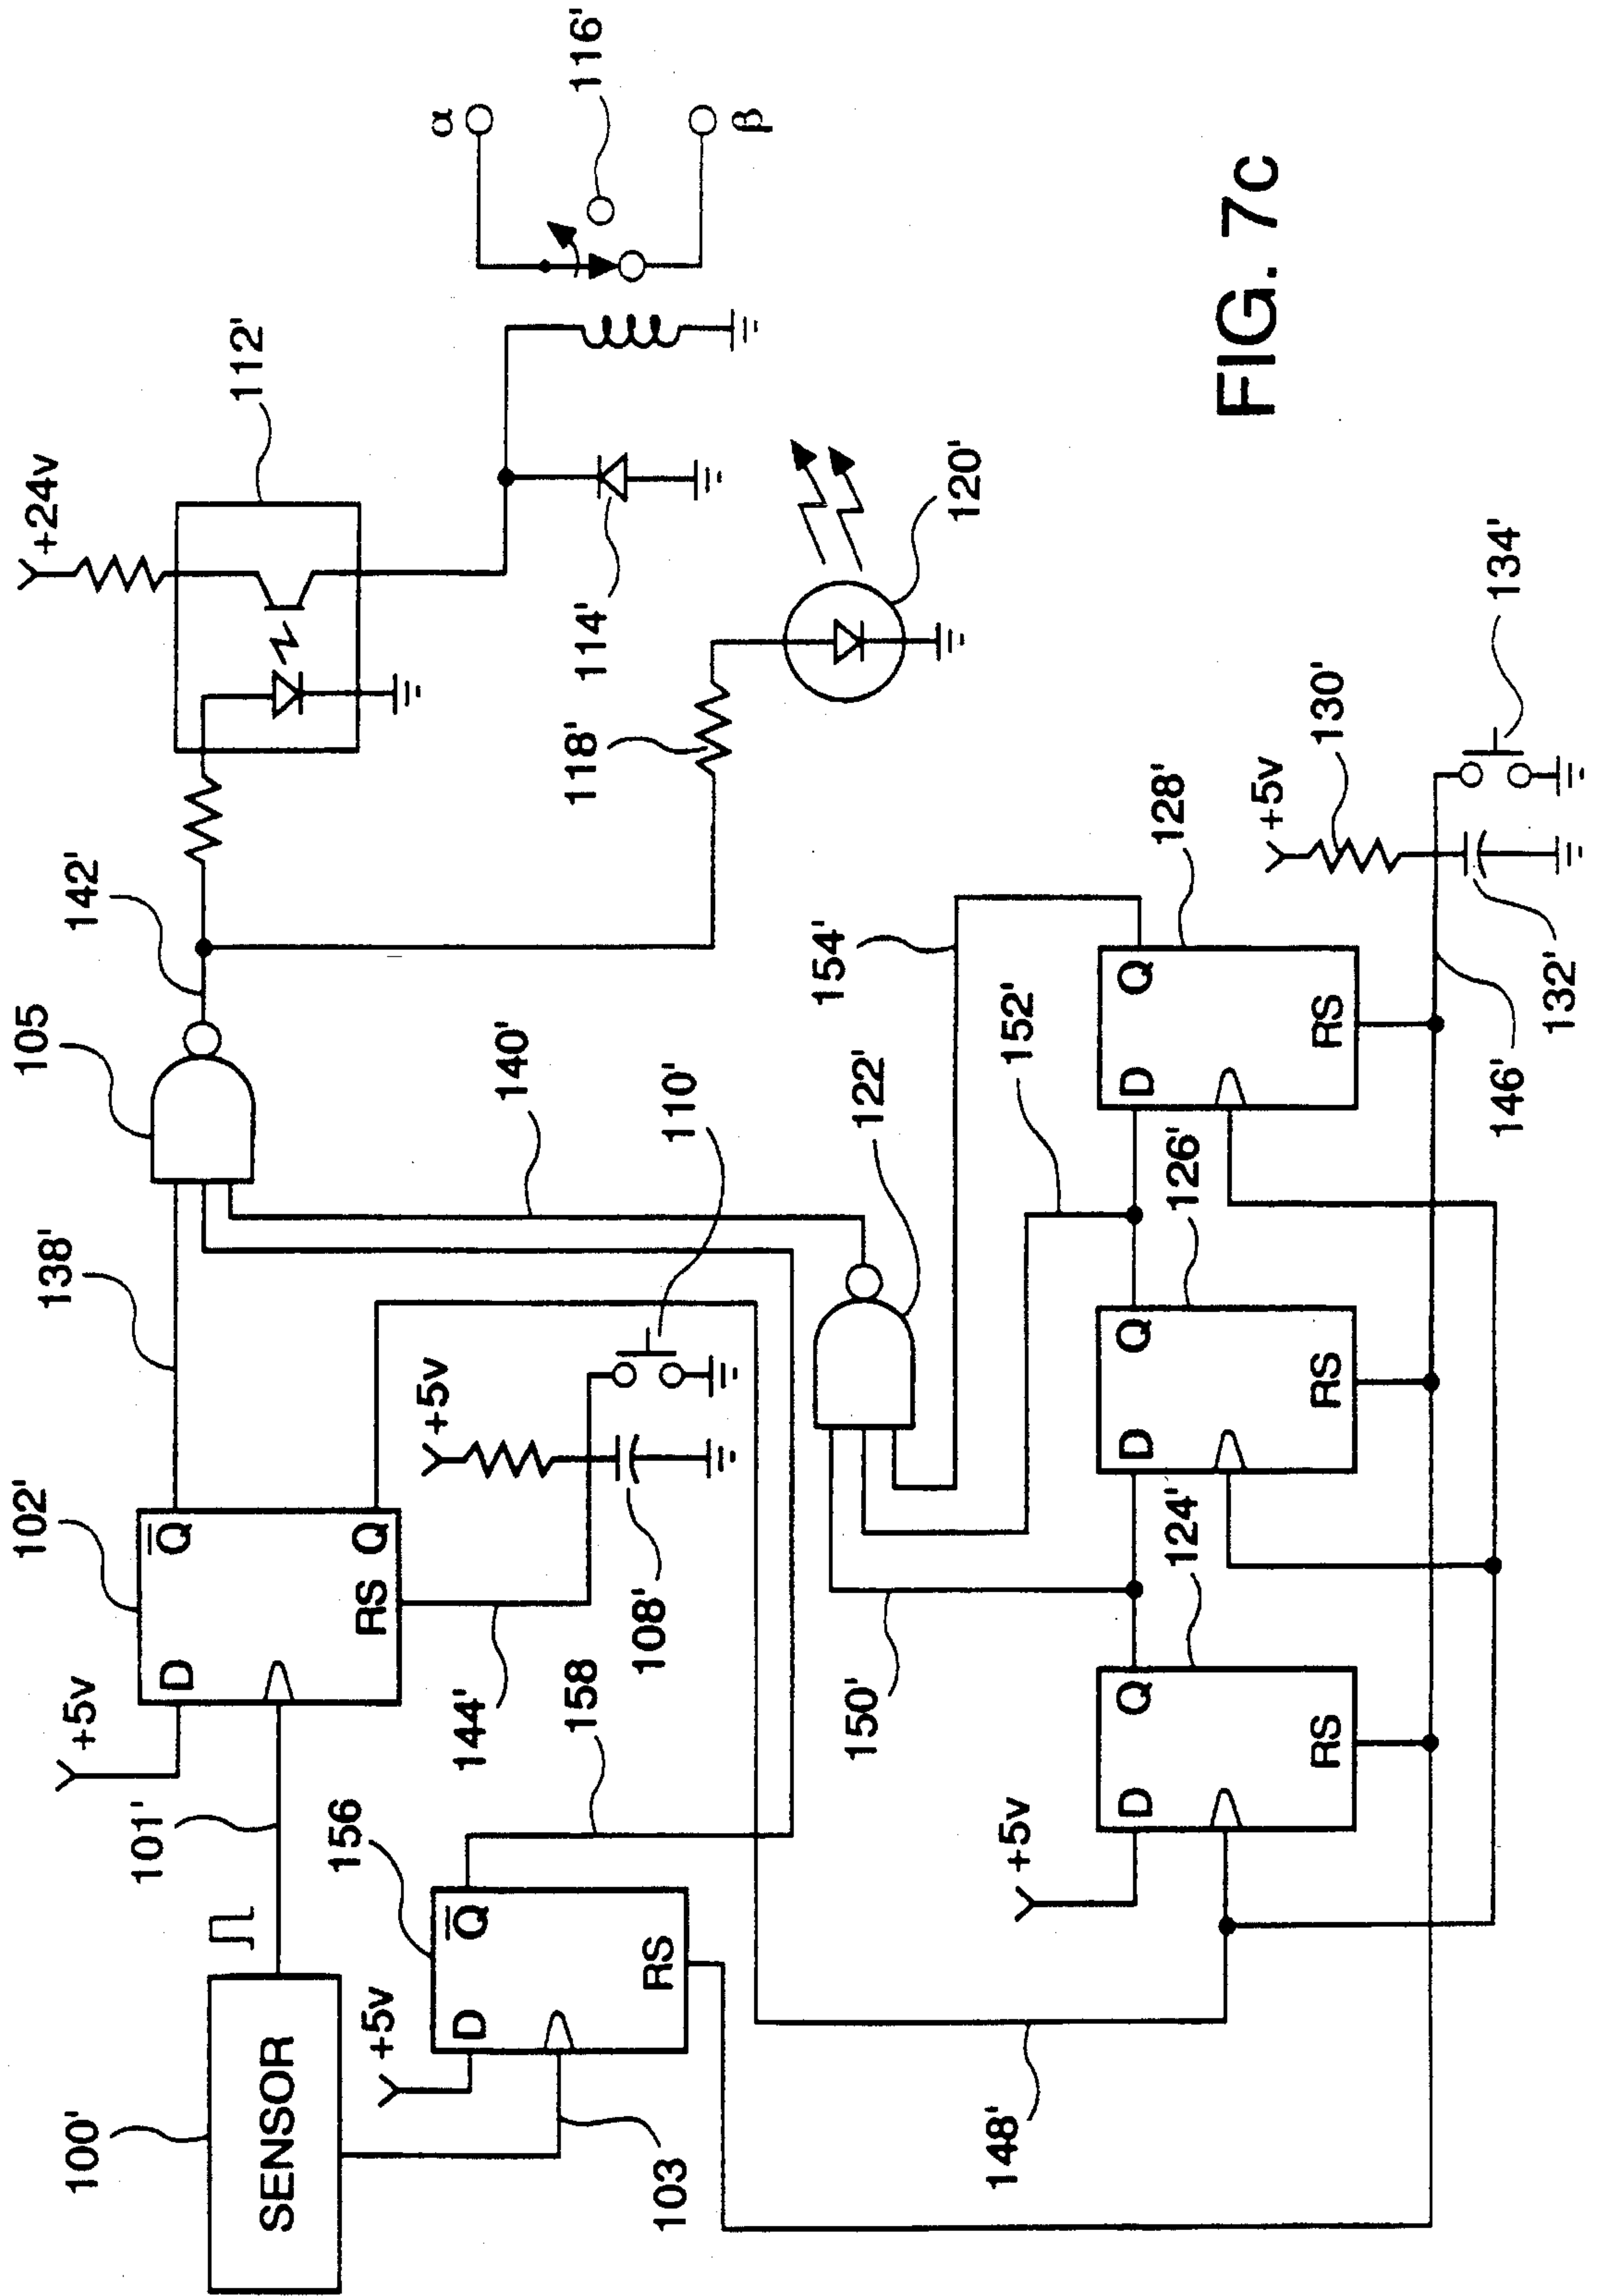 100'
SENSOR
101'
103
+5v
D
Q
RS
102'
138'
+5v
D
Q
RS
156
158
144'
+5v
108'
110'
105
142'
140'
+24v
112'
114'
118'
120'
α
β
116'
148'
+5v
D
Q
RS
124'
150'
D
Q
RS
126'
122'
152'
154'
D
Q
RS
128'
+5v
130'
132'
134'
146'
Q
FIG. 7c